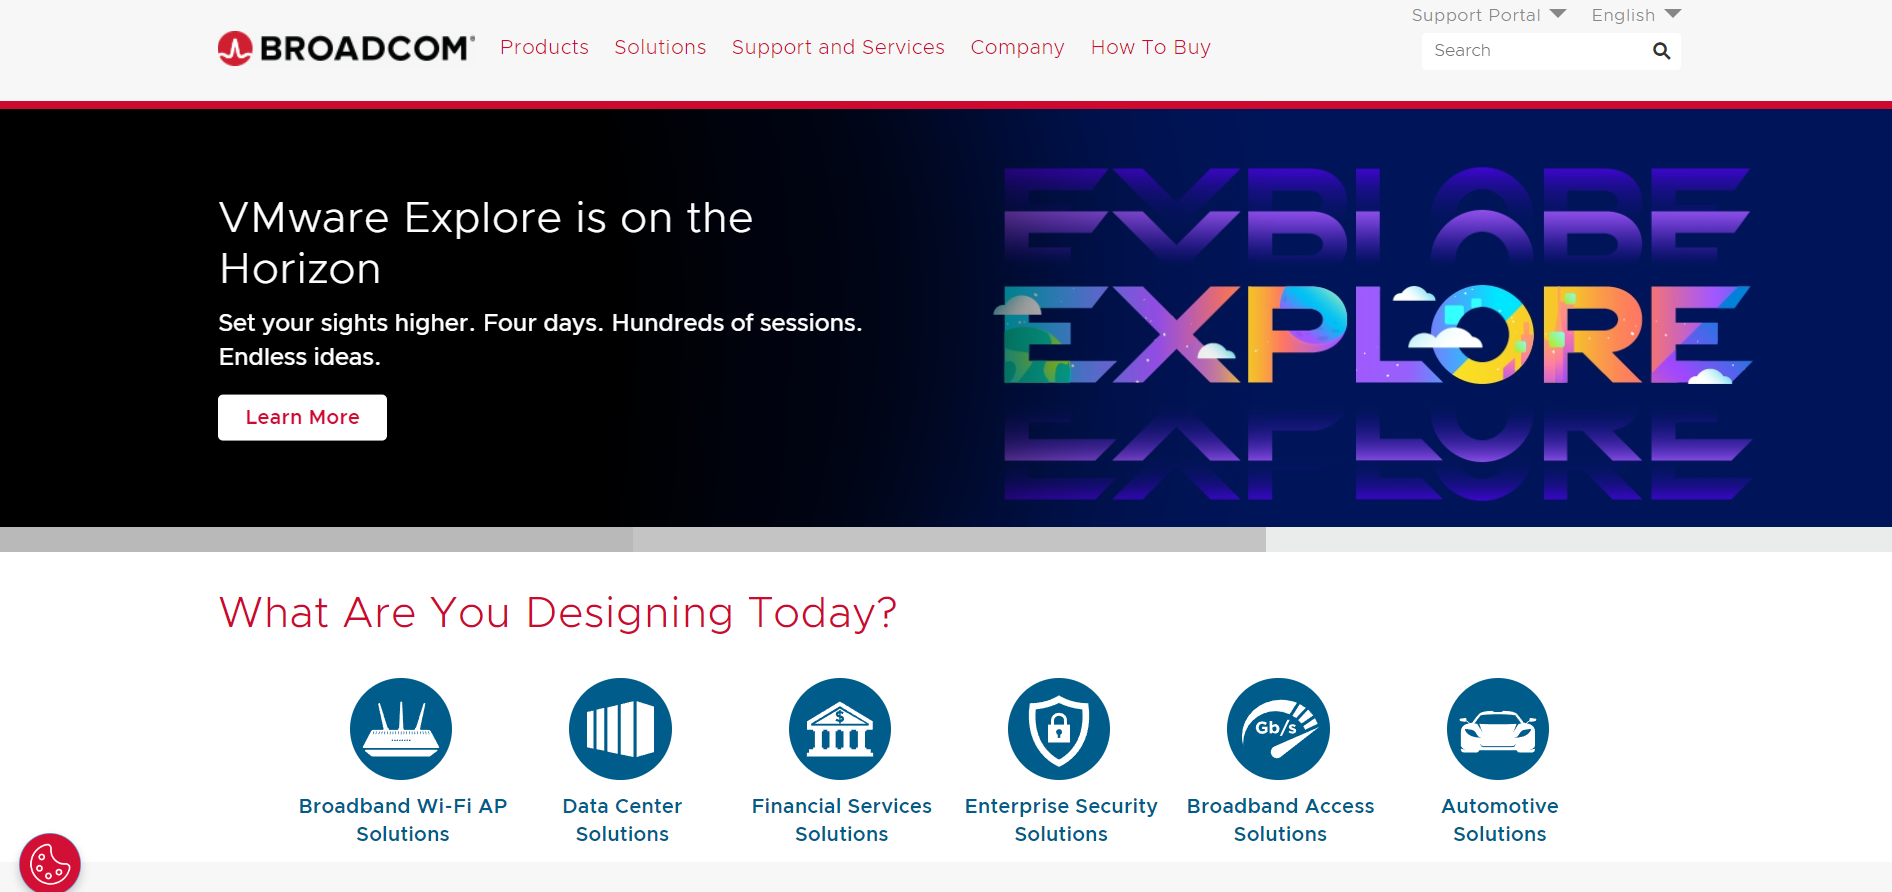 Support Portal English
BROADCOM®
Products Solutions Support and Services Company How To Buy
Search
VMware Explore is on the
Horizon
Set your sights higher. Four days. Hundreds of sessions.
Endless ideas.
Learn More
EXPLORE
EXPLORE
EXPLORE
EXPLORE
EXPLORE
What Are You Designing Today?
$
Gb/s
Broadband Wi-Fi AP
Solutions
Data Center
Solutions
Financial Services
Solutions
Enterprise Security
Solutions
Broadband Access
Solutions
Automotive
Solutions